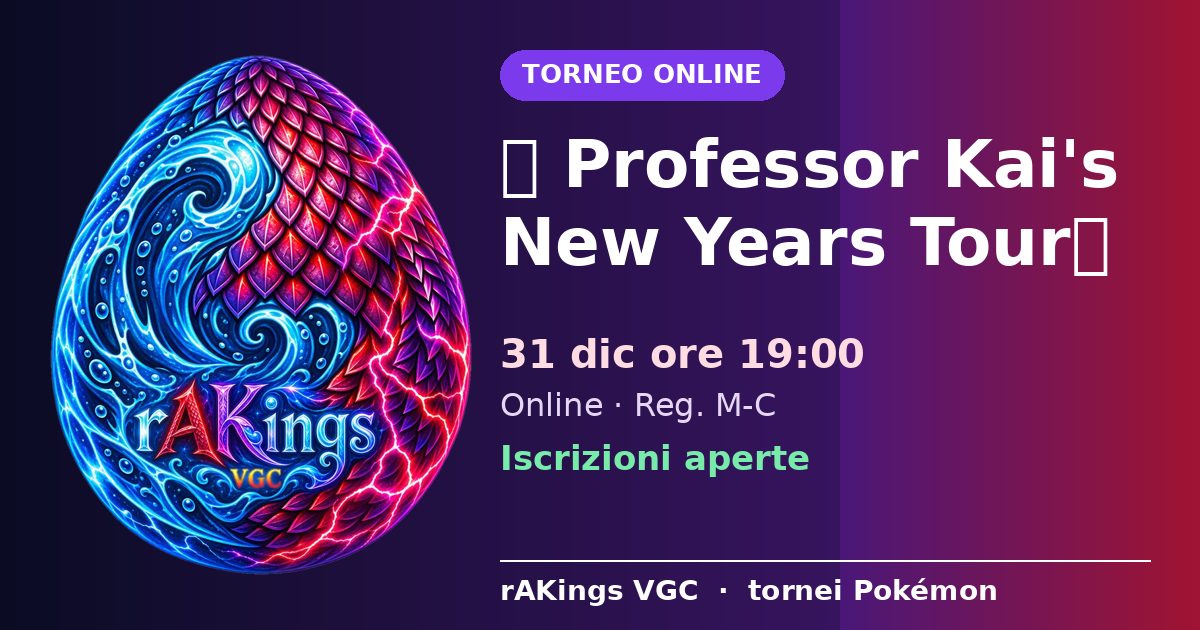 TORNEO ONLINE
▯ Professor Kai's
New Years Tour▯
31 dic ore 19:00
Online · Reg. M-C
Iscrizioni aperte
rAKings
VGC
rAKings VGC · tornei Pokémon